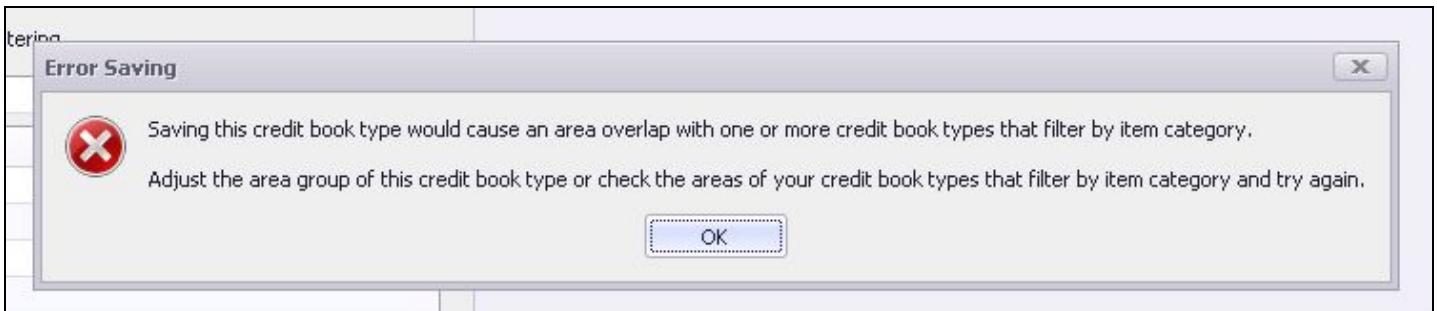 tering
Error Saving
Saving this credit book type would cause an area overlap with one or more credit book types that filter by item category.
Adjust the area group of this credit book type or check the areas of your credit book types that filter by item category and try again.
OK